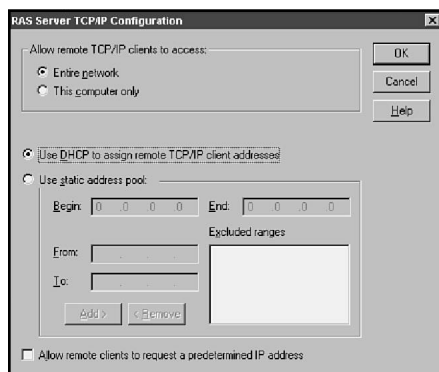 RAS Server TCP/IP Configuration
Allow remote TCP/IP clients to access:
Entire network
This computer only
OK
Cancel
Help
Use DHCP to assign remote TCP/IP client addresses
Use static address pool:
Begin: 0 .0 0 0 End: 0 0 0 0
Excluded ranges
From:
To:
Add > < Remove
Allow remote clients to request a predetermined IP address